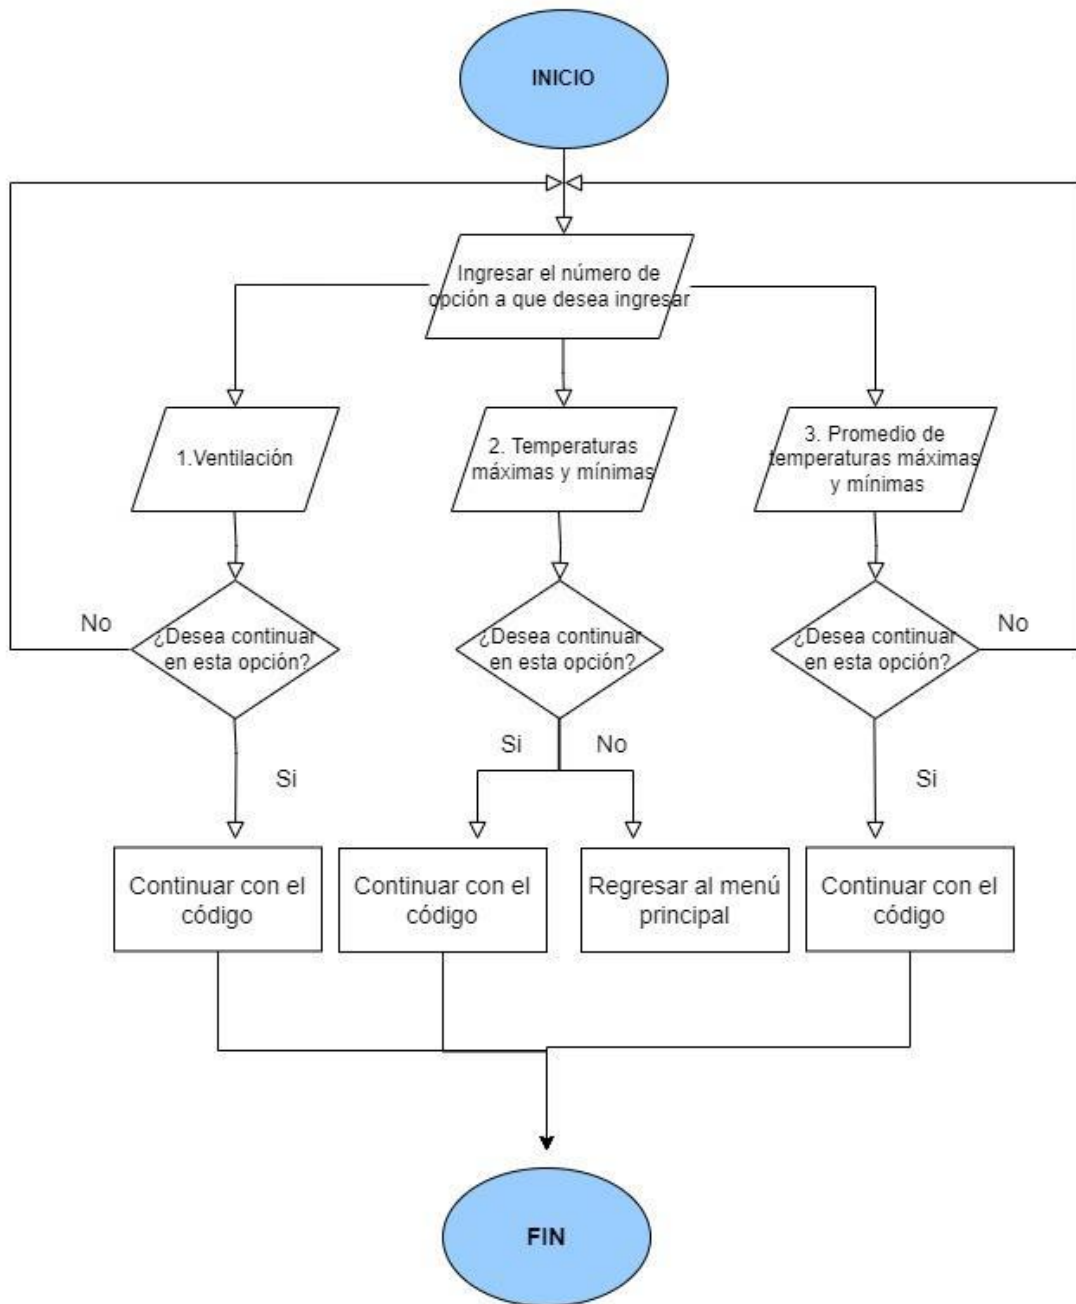 INICIO
Ingresar el número de
opción a que desea ingresar
1.Ventilación
2. Temperaturas
máximas y mínimas
3. Promedio de
temperaturas máximas
y mínimas
No
¿Desea continuar
en esta opción?
¿Desea continuar
en esta opción?
¿Desea continuar
en esta opción?
No
Si
Si
No
Si
Continuar con el
código
Continuar con el
código
Regresar al menú
principal
Continuar con el
código
FIN